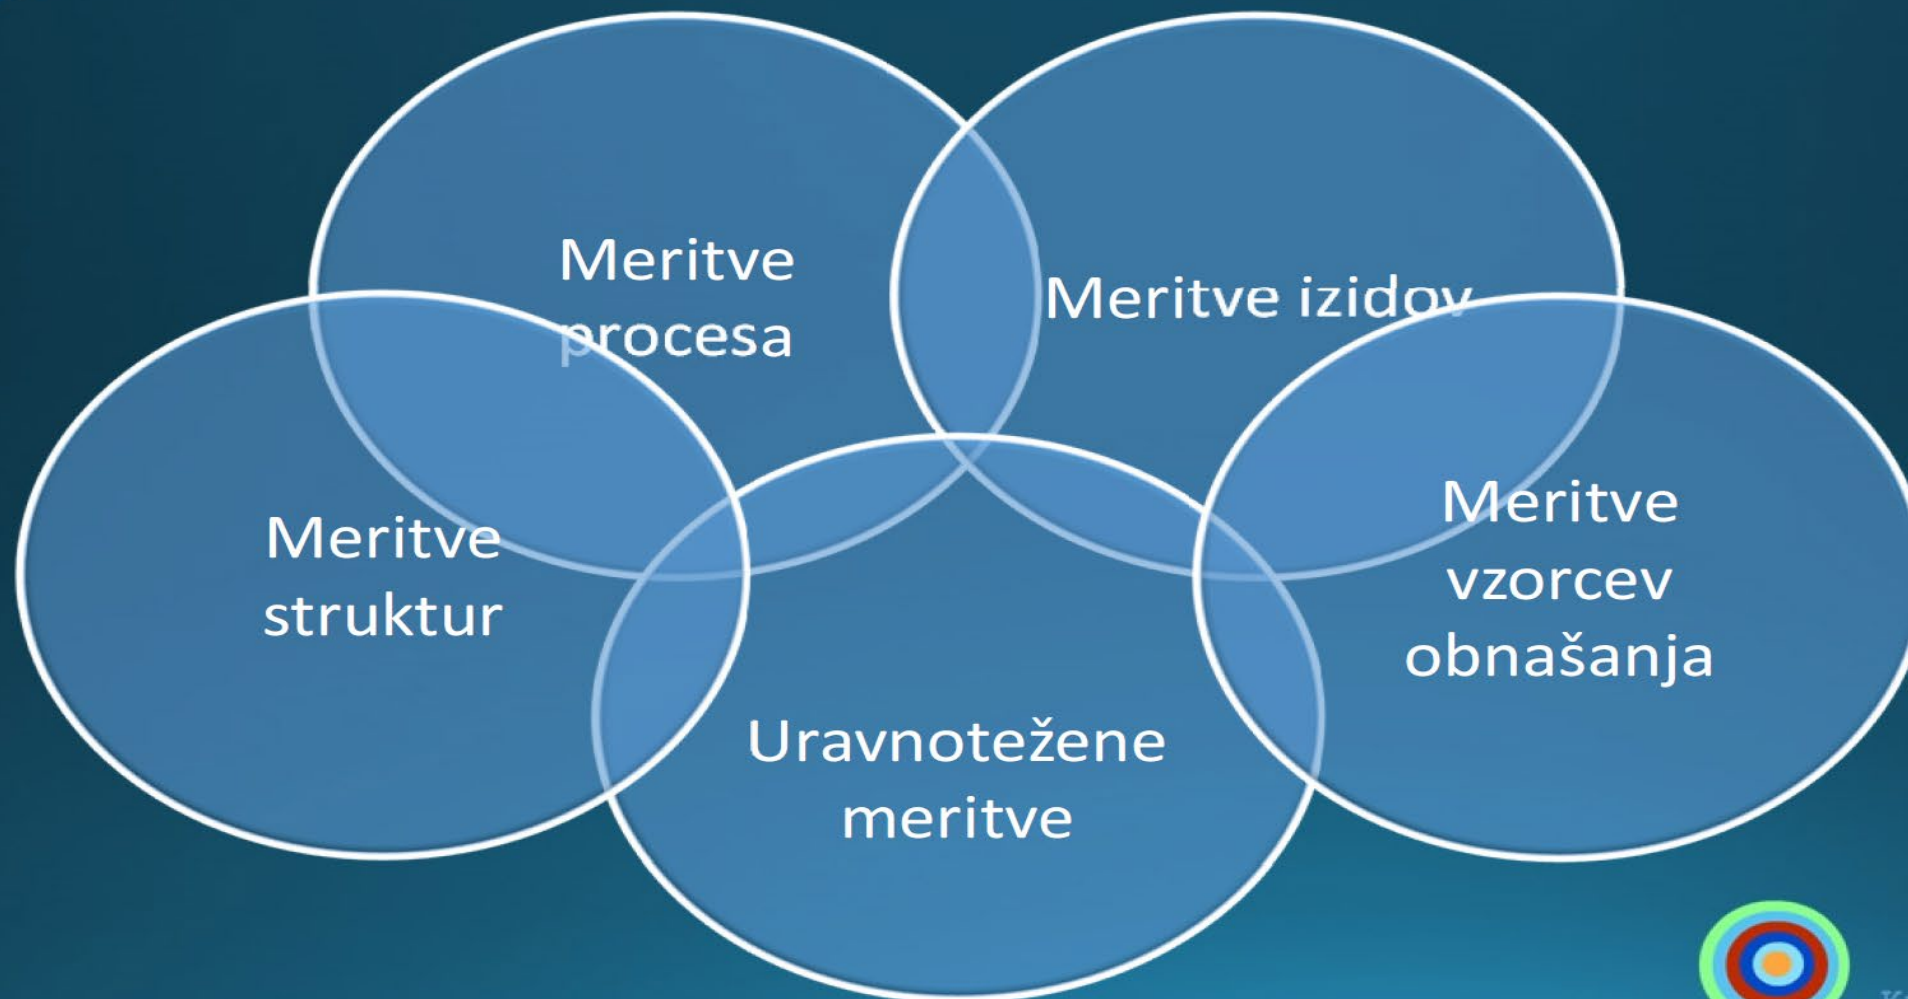 Meritve
procesa
Meritve izidov
Meritve
struktur
Meritve
vzorcev
obnašanja
Uravnotežene
meritve